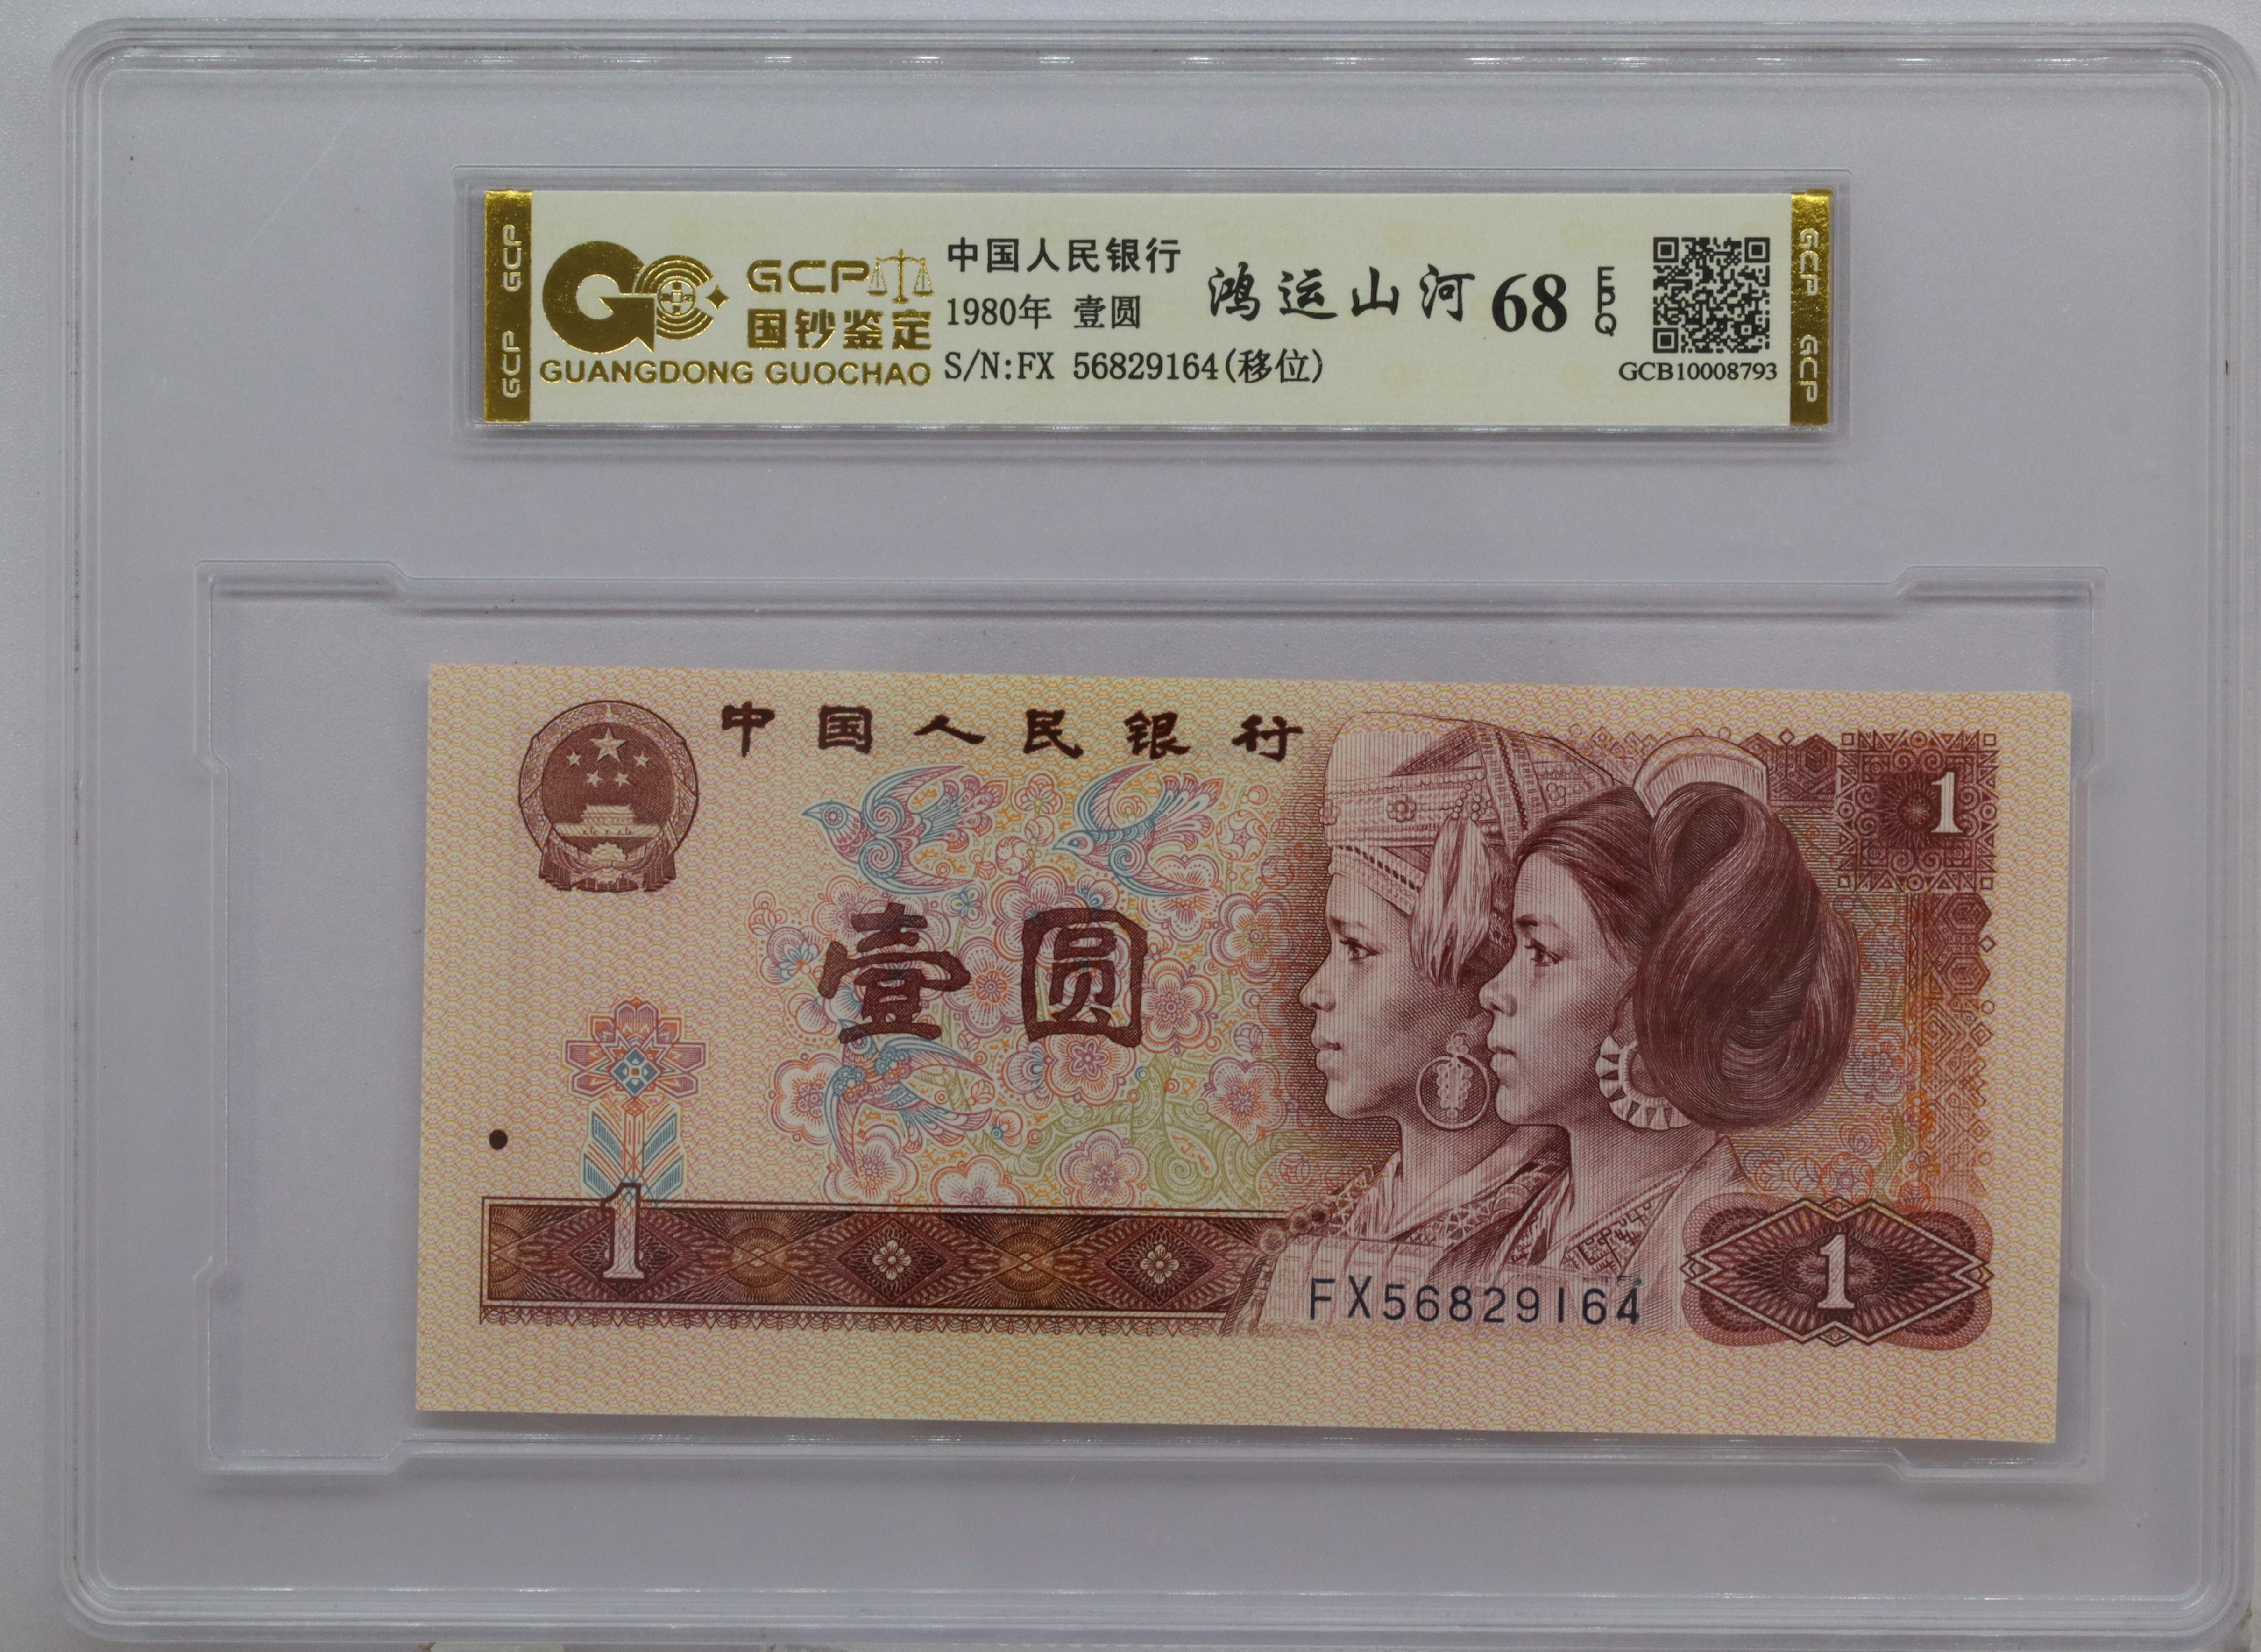 GCP GCP
GCP
国钞鉴定
GUANGDONG GUOCHAO
中国人民银行
1980年 壹圆
S/N:FX 56829164(移位)
鸿运山河 68 EPQ
GCB10008793
GCP GCP
中国人民银行
1
壹圆
1
FX56829164
1